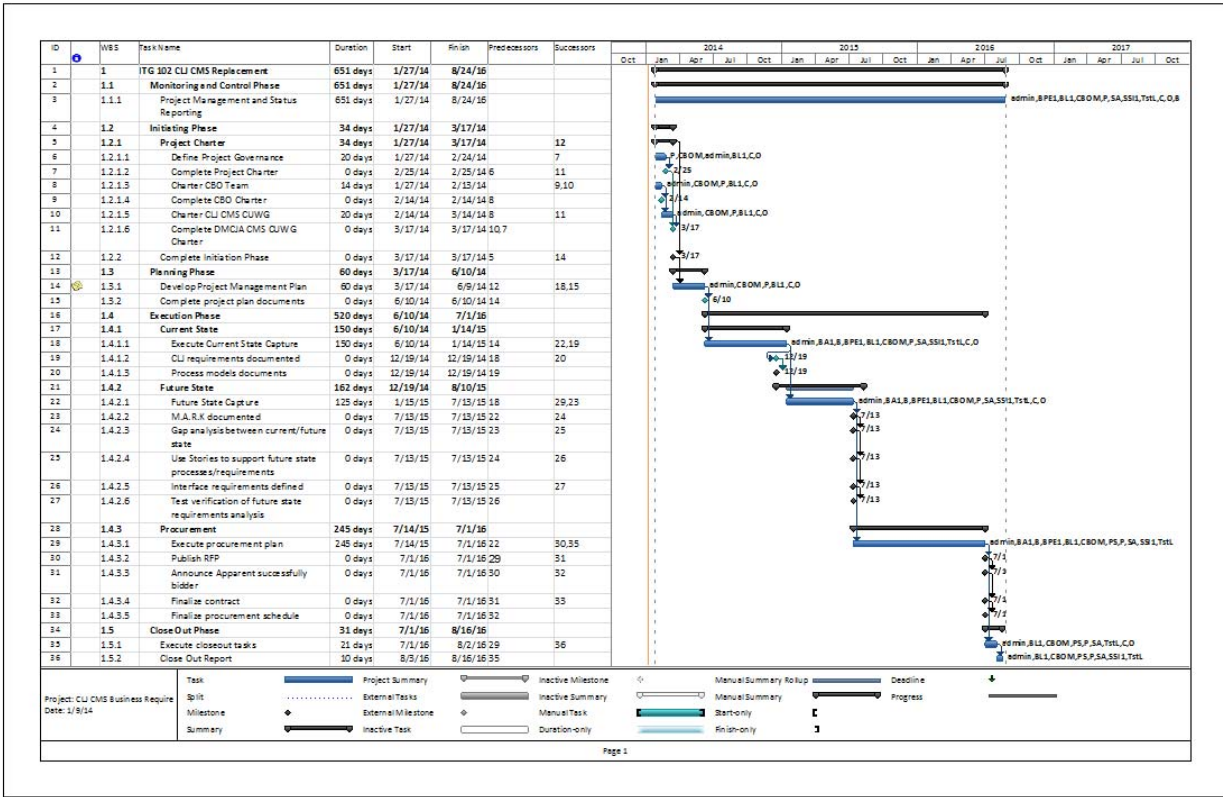 ID WBS Task Name Duration Start Finish Predecessors Successors 2014 2015 2016 2017
Oct Jan Apr Jul Oct Jan Apr Jul Oct Jan Apr Jul Oct Jan Apr Jul Oct
1 1 ITG 102 CLJ CMS Replacement 651 days 1/27/14 8/24/16
2 1.1 Monitoring and Control Phase 651 days 1/27/14 8/24/16
3 1.1.1 Project Management and Status 651 days 1/27/14 8/24/16 admin,BPE1,BL1,CBOM,P,SA,SSI1,TstL,C,O,B
Reporting
4 1.2 Initiating Phase 34 days 1/27/14 3/17/14
5 1.2.1 Project Charter 34 days 1/27/14 3/17/14 12
6 1.2.1.1 Define Project Governance 20 days 1/27/14 2/24/14 7 P,CBOM,admin,BL1,C,O
7 1.2.1.2 Complete Project Charter 0 days 2/25/14 2/25/14 6 11 2/25
8 1.2.1.3 Charter CBO Team 14 days 1/27/14 2/13/14 9,10 admin,CBOM,P,BL1,C,O
9 1.2.1.4 Complete CBO Charter 0 days 2/14/14 2/14/14 8 2/14
10 1.2.1.5 Charter CLJ CMS CUWG 20 days 2/14/14 3/14/14 8 11 admin,CBOM,P,BL1,C,O
11 1.2.1.6 Complete DMCJA CMS CUWG 0 days 3/17/14 3/17/14 10,7 3/17
Charter
12 1.2.2 Complete Initiation Phase 0 days 3/17/14 3/17/14 5 14 3/17
13 1.3 Planning Phase 60 days 3/17/14 6/10/14
14 1.3.1 Develop Project Management Plan 60 days 3/17/14 6/9/14 12 18,15 admin,CBOM,P,BL1,C,O
15 1.3.2 Complete project plan documents 0 days 6/10/14 6/10/14 14 6/10
16 1.4 Execution Phase 520 days 6/10/14 7/1/16
17 1.4.1 Current State 150 days 6/10/14 1/14/15
18 1.4.1.1 Execute Current State Capture 150 days 6/10/14 1/14/15 14 22,19 admin,BA1,B,BPE1,BL1,CBOM,P,SA,SSI1,TstL,C,O
19 1.4.1.2 CLJ requirements documented 0 days 12/19/14 12/19/14 18 20 12/19
20 1.4.1.3 Process models documents 0 days 12/19/14 12/19/14 19 12/19
21 1.4.2 Future State 162 days 12/19/14 8/10/15
22 1.4.2.1 Future State Capture 125 days 1/15/15 7/13/15 18 29,23 admin,BA1,B,BPE1,BL1,CBOM,P,SA,SSI1,TstL,C,O
23 1.4.2.2 M.A.R.K documented 0 days 7/13/15 7/13/15 22 24 7/13
24 1.4.2.3 Gap analysis between current/future 0 days 7/13/15 7/13/15 23 25 7/13
state
25 1.4.2.4 Use Stories to support future state 0 days 7/13/15 7/13/15 24 26 7/13
processes/requirements
26 1.4.2.5 Interface requirements defined 0 days 7/13/15 7/13/15 25 27 7/13
27 1.4.2.6 Test verification of future state 0 days 7/13/15 7/13/15 26 7/13
requirements analysis
28 1.4.3 Procurement 245 days 7/14/15 7/1/16
29 1.4.3.1 Execute procurement plan 245 days 7/14/15 7/1/16 22 30,35 admin,BA1,B,BPE1,BL1,CBOM,PS,P,SA,SSI1,TstL
30 1.4.3.2 Publish RFP 0 days 7/1/16 7/1/16 29 31 7/1
31 1.4.3.3 Announce Apparent successfully 0 days 7/1/16 7/1/16 30 32 7/1
bidder
32 1.4.3.4 Finalize contract 0 days 7/1/16 7/1/16 31 33 7/1
33 1.4.3.5 Finalize procurement schedule 0 days 7/1/16 7/1/16 32 7/1
34 1.5 Close Out Phase 31 days 7/1/16 8/16/16
35 1.5.1 Execute closeout tasks 21 days 7/1/16 8/2/16 29 36 admin,BL1,CBOM,PS,P,SA,TstL,C,O
36 1.5.2 Close Out Report 10 days 8/3/16 8/16/16 35 admin,BL1,CBOM,PS,P,SA,SSI1,TstL
Project: CLJ CMS Business Require
Date: 1/9/14
Task Project Summary Inactive Milestone Manual Summary Rollup Deadline
Split External Tasks Inactive Summary Manual Summary Progress
Milestone External Milestone Manual Task Start-only
Summary Inactive Task Duration-only Finish-only
Page 1